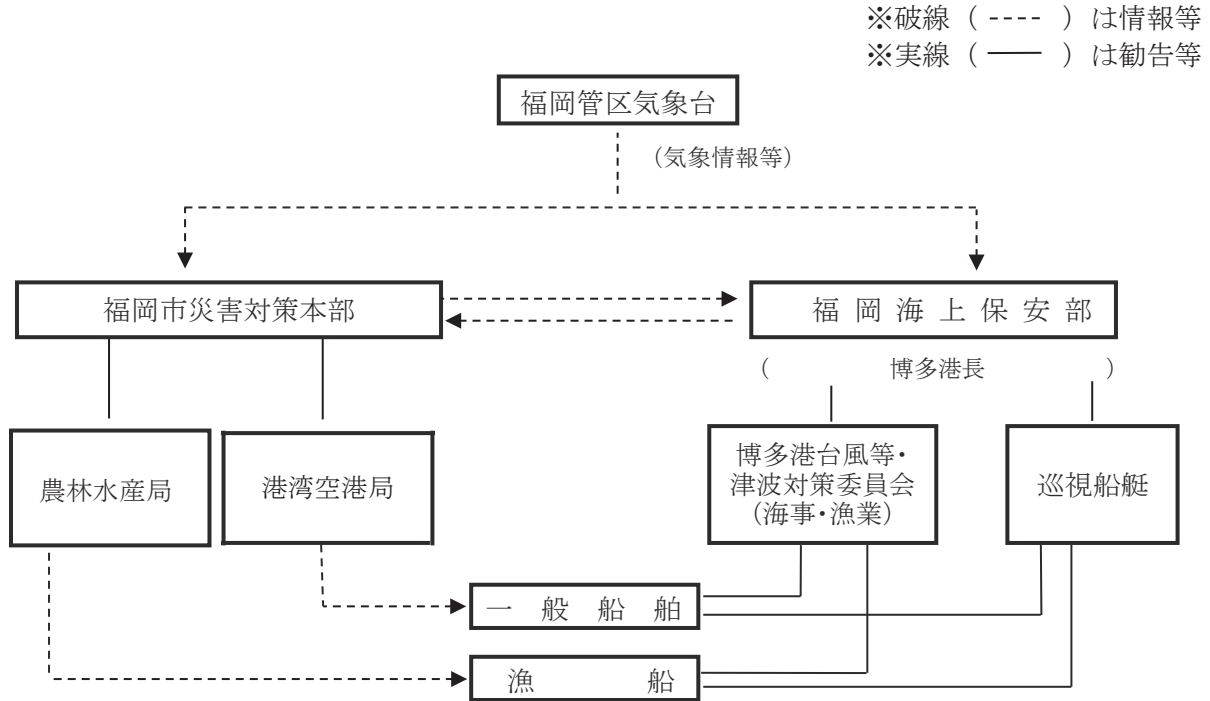 ※破線（ ---- ）は情報等
※実線（ ── ）は勧告等
福岡管区気象台
（気象情報等）
福岡市災害対策本部
福 岡 海 上 保 安 部
（ 博多港長 ）
農林水産局
港湾空港局
博多港台風等・
津波対策委員会
（海事・漁業）
巡視船艇
一 般 船 舶
漁 船